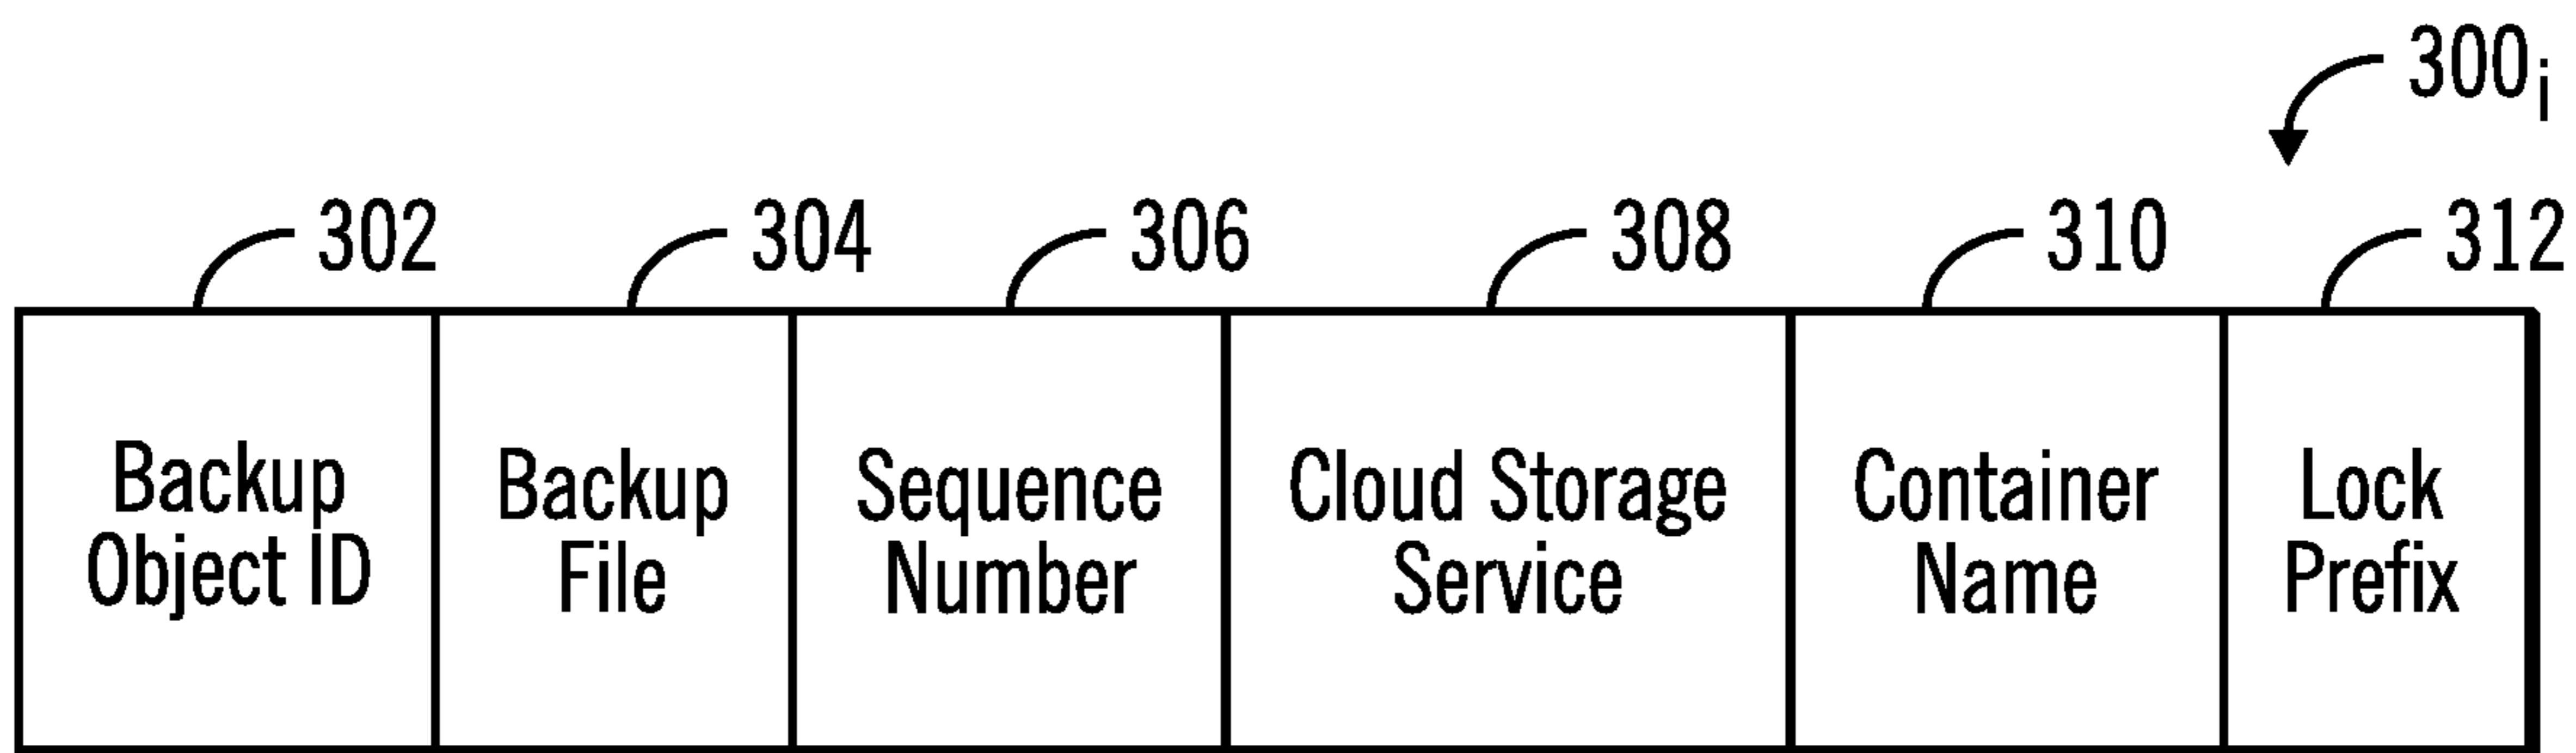 300i
302 304 306 308 310 312
Backup Object ID
Backup File
Sequence Number
Cloud Storage Service
Container Name
Lock Prefix